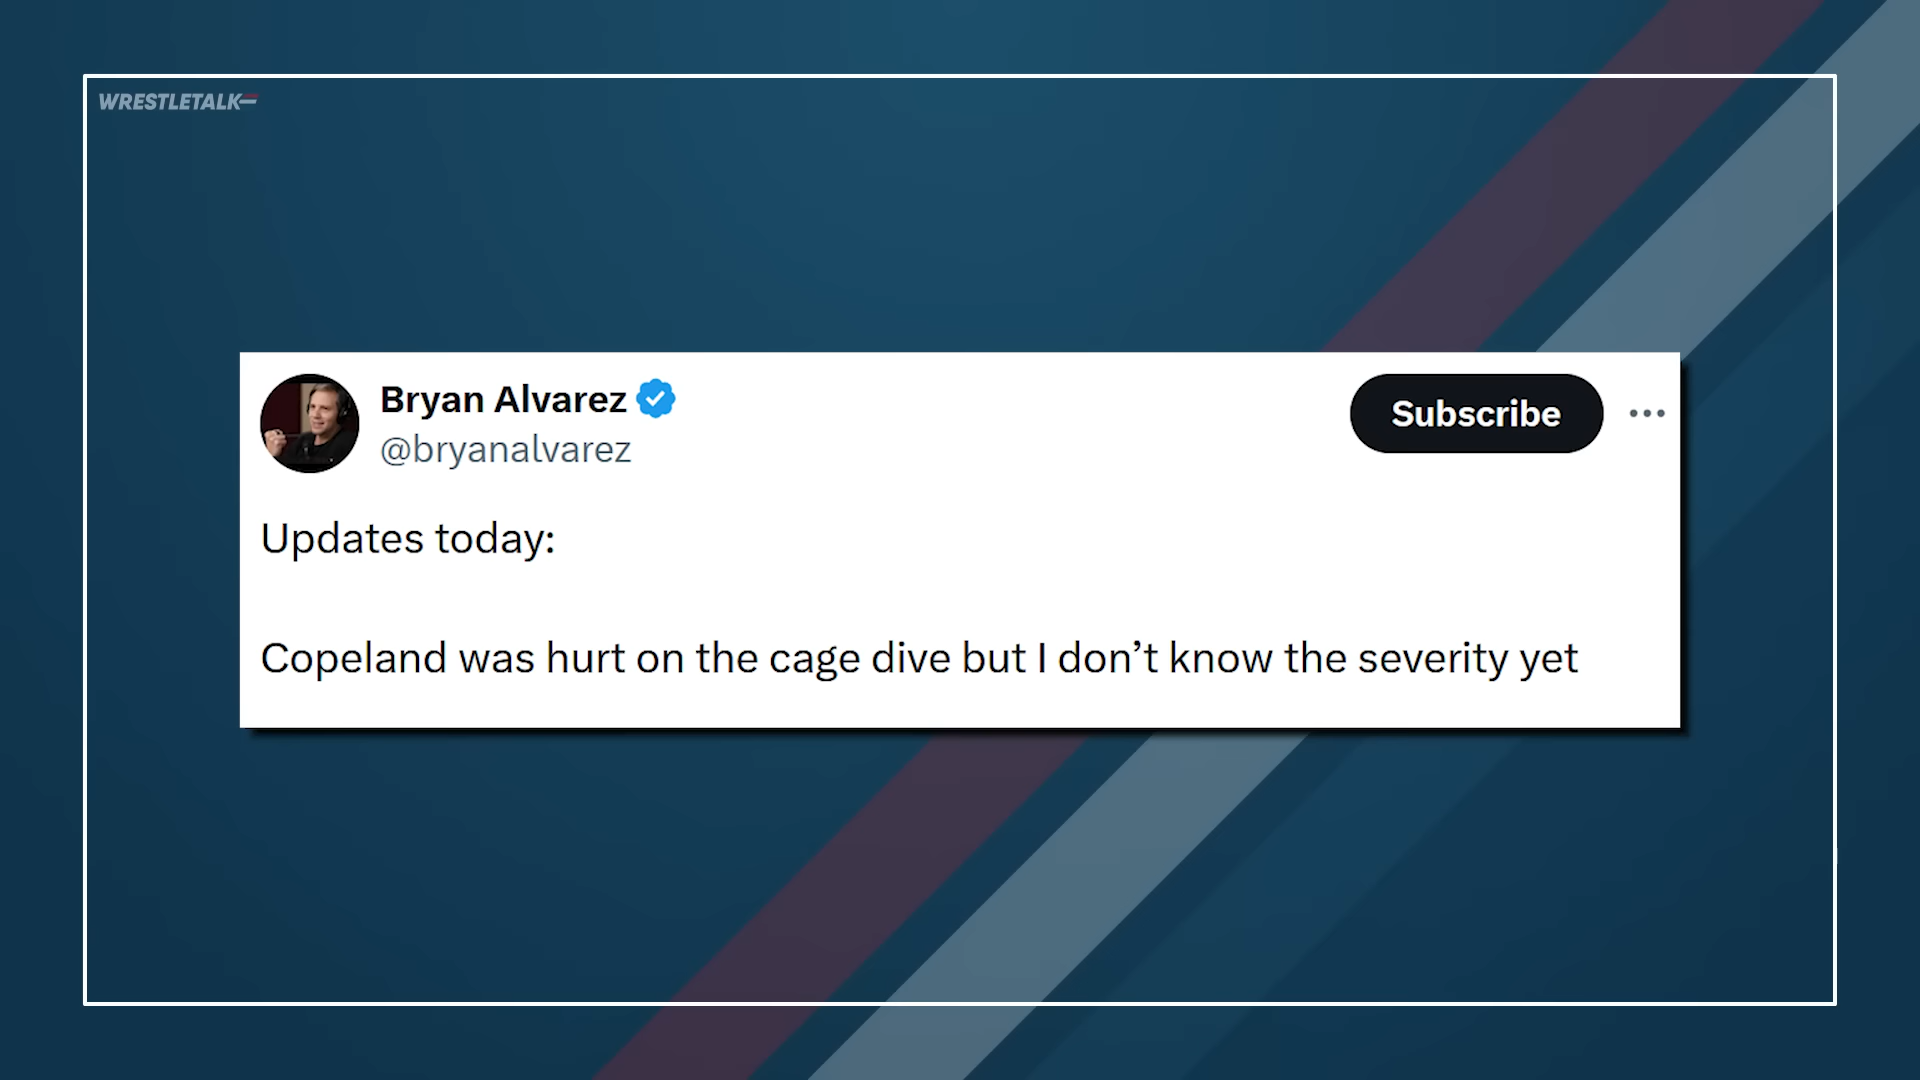 WRESTLETALK
Bryan Alvarez
@bryanalvarez
Subscribe
Updates today:
Copeland was hurt on the cage dive but I don’t know the severity yet